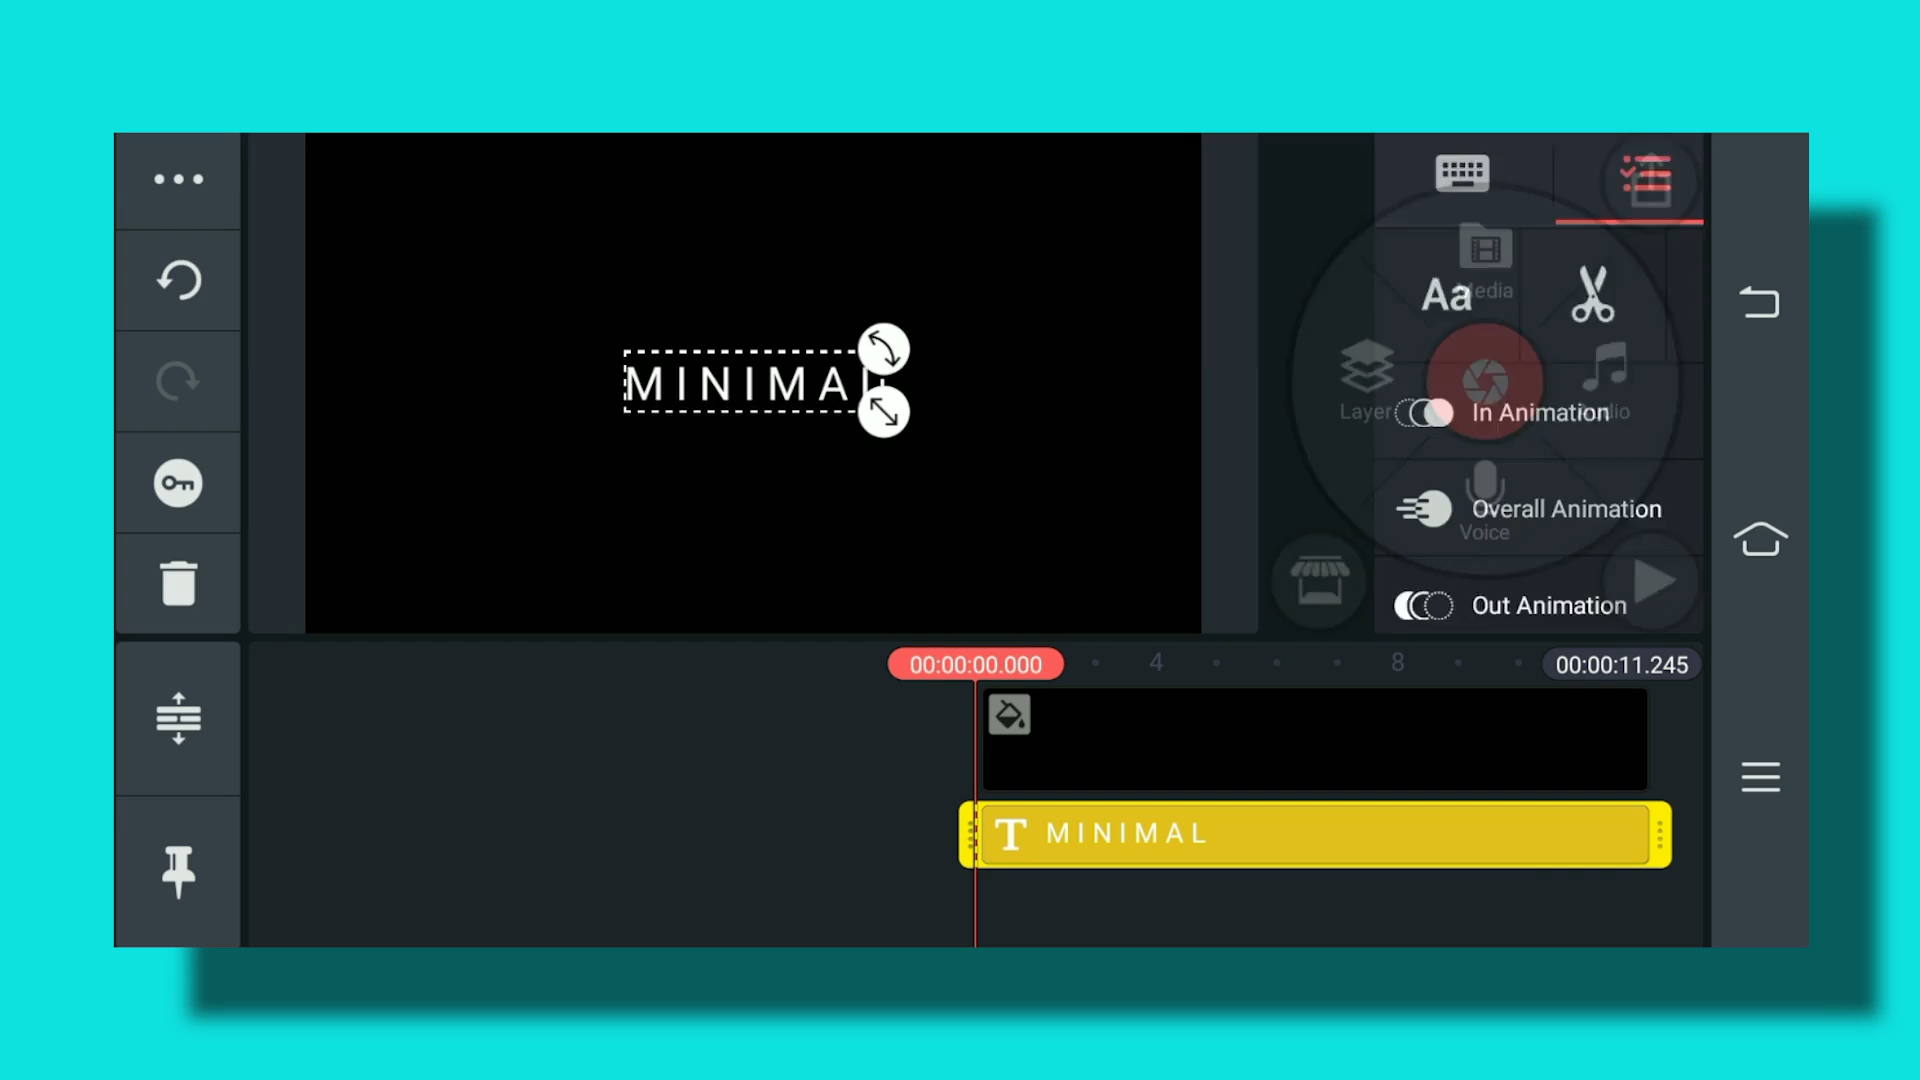 Media
Aa
MINIMAL
Layer
In Animation
Audio
Overall Animation
Voice
Out Animation
00:00:00.000
4
8
00:00:11.245
T MINIMAL